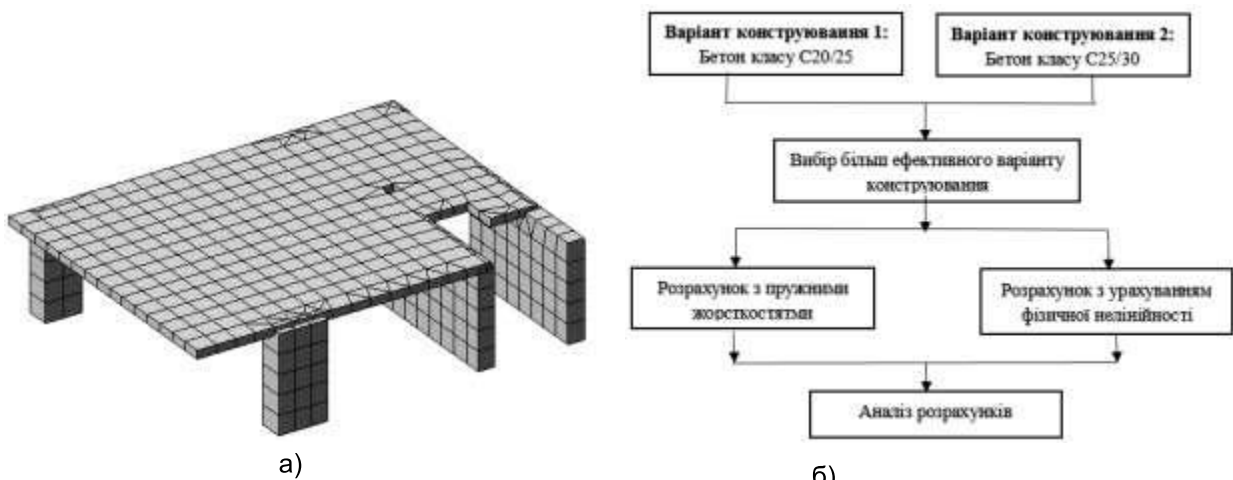 Варіант конструювання 1:
Бетон класу С20/25
Варіант конструювання 2:
Бетон класу С25/30
Вибір більш ефективного варіанту
конструювання
Розрахунок з пружними
жорсткостятми
Розрахунок з урахуванням
фізичної нелінійності
Аналіз розрахунків
а)
б)